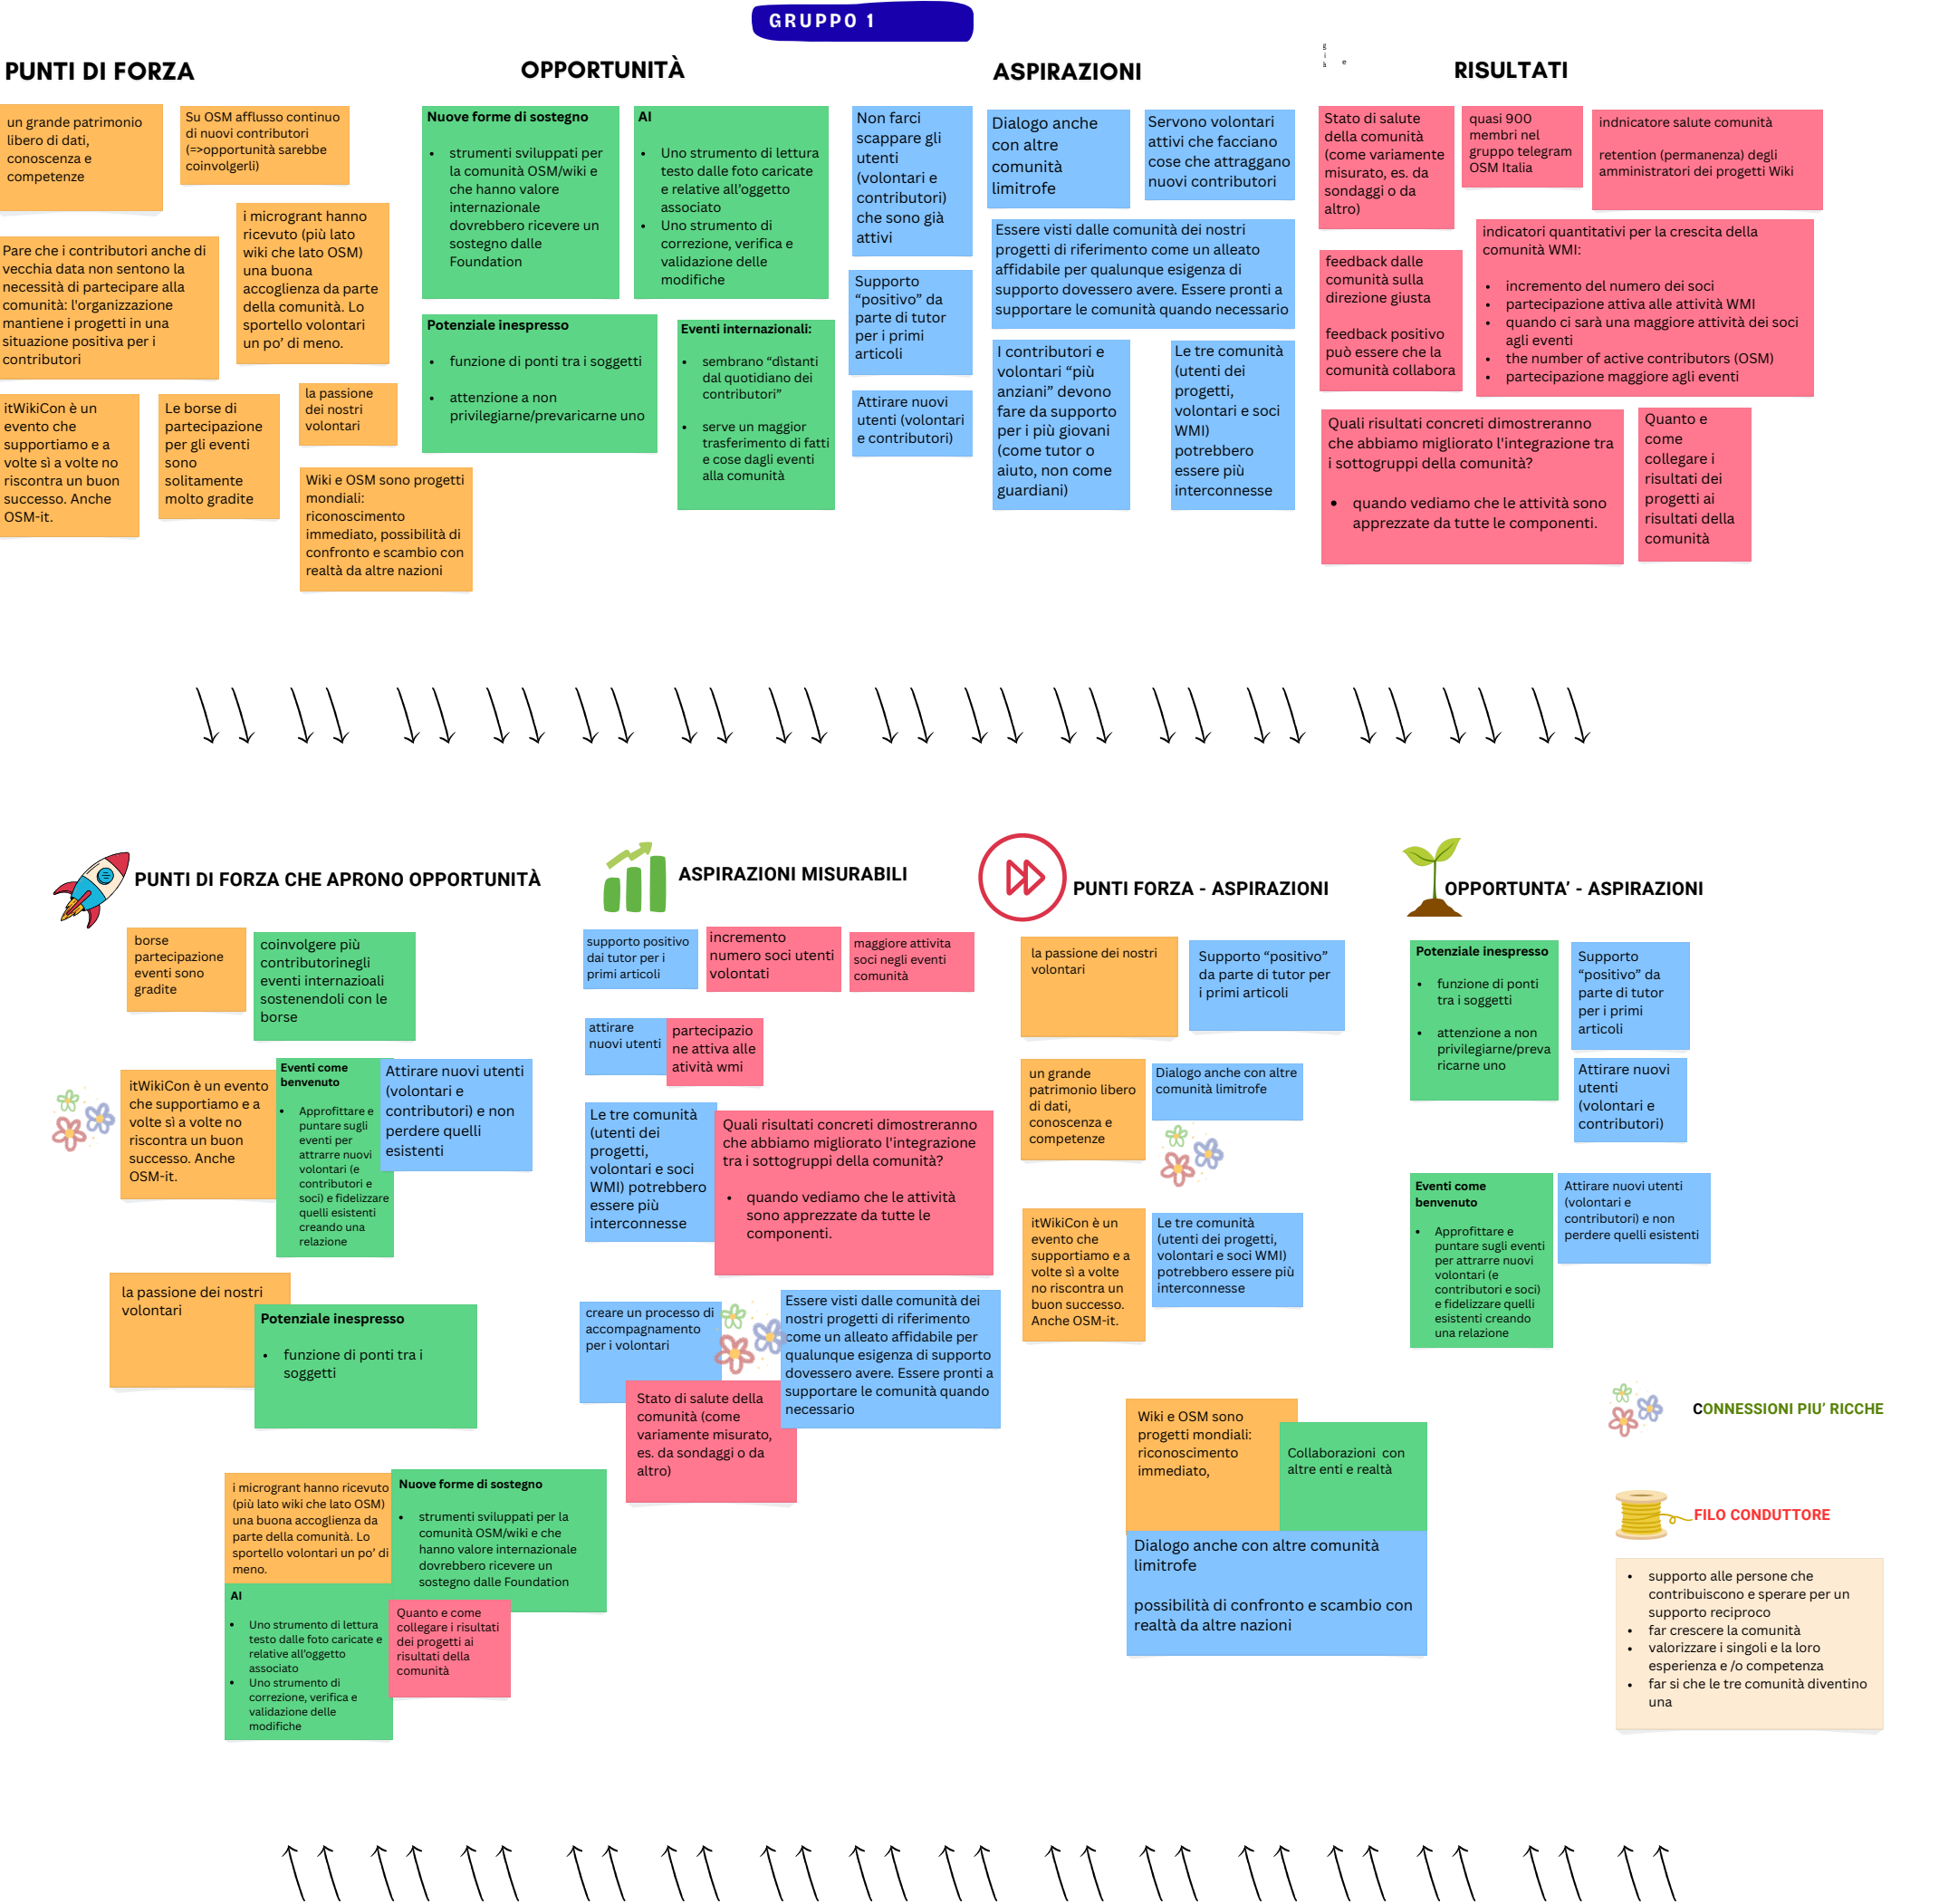 GRUPPO 1
PUNTI DI FORZA
un grande patrimonio
libero di dati,
conoscenza e
competenze
Su OSM afflusso continuo
di nuovi contributori
(=>opportunità sarebbe
coinvolgerli)
Pare che i contributori anche di
vecchia data non sentono la
necessità di partecipare alla
comunità: l'organizzazione
mantiene i progetti in una
situazione positiva per i
contributori
i microgrant hanno
ricevuto (più lato
wiki che lato OSM)
una buona
accoglienza da parte
della comunità. Lo
sportello volontari
un po' di meno.
itWikiCon è un
evento che
supportiamo e a
volte sì a volte no
riscontra un buon
successo. Anche
OSM-it.
Le borse di
partecipazione
per gli eventi
sono
solitamente
molto gradite
la passione
dei nostri
volontari
Wiki e OSM sono progetti
mondiali:
riconoscimento
immediato, possibilità di
confronto e scambio con
realtà da altre nazioni
OPPORTUNITÀ
Nuove forme di sostegno
• strumenti sviluppati per
la comunità OSM/wiki e
che hanno valore
internazionale
dovrebbero ricevere un
sostegno dalle
Foundation
AI
• Uno strumento di lettura
testo dalle foto caricate
e relative all'oggetto
associato
• Uno strumento di
correzione, verifica e
validazione delle
modifiche
Potenziale inespresso
• funzione di ponti tra i soggetti
• attenzione a non
privilegiarne/prevaricarne uno
Eventi internazionali:
• sembrano “distanti
dal quotidiano dei
contributori”
• serve un maggior
trasferimento di fatti
e cose dagli eventi
alla comunità
ASPIRAZIONI
Non farci
scappare gli
utenti
(volontari e
contributori)
che sono già
attivi
Dialogo anche
con altre
comunità
limitrofe
Servono volontari
attivi che facciano
cose che attraggano
nuovi contributori
Essere visti dalle comunità dei nostri
progetti di riferimento come un alleato
affidabile per qualunque esigenza di
supporto dovessero avere. Essere pronti a
supportare le comunità quando necessario
Supporto
“positivo” da
parte di tutor
per i primi
articoli
Attirare nuovi
utenti (volontari
e contributori)
I contributori e
volontari “più
anziani” devono
fare da supporto
per i più giovani
(come tutor o
aiuto, non come
guardiani)
Le tre comunità
(utenti dei
progetti,
volontari e soci
WMI)
potrebbero
essere più
interconnesse
g
i
à e
RISULTATI
Stato di salute
della comunità
(come variamente
misurato, es. da
sondaggi o da
altro)
quasi 900
membri nel
gruppo telegram
OSM Italia
indnicatore salute comunità
retention (permanenza) degli
amministratori dei progetti Wiki
feedback dalle
comunità sulla
direzione giusta
feedback positivo
può essere che la
comunità collabora
indicatori quantitativi per la crescita della
comunità WMI:
• incremento del numero dei soci
• partecipazione attiva alle attività WMI
• quando ci sarà una maggiore attività dei soci
agli eventi
• the number of active contributors (OSM)
• partecipazione maggiore agli eventi
Quali risultati concreti dimostreranno
che abbiamo migliorato l'integrazione tra
i sottogruppi della comunità?
• quando vediamo che le attività sono
apprezzate da tutte le componenti.
Quanto e
come
collegare i
risultati dei
progetti ai
risultati della
comunità
PUNTI DI FORZA CHE APRONO OPPORTUNITÀ
borse
partecipazione
eventi sono
gradite
coinvolgere più
contributorinegli
eventi internazioali
sostenendoli con le
borse
itWikiCon è un evento
che supportiamo e a
volte sì a volte no
riscontra un buon
successo. Anche
OSM-it.
Eventi come
benvenuto
• Approfittare e
puntare sugli
eventi per
attrarre nuovi
volontari (e
contributori e
soci) e fidelizzare
quelli esistenti
creando una
relazione
Attirare nuovi utenti
(volontari e
contributori) e non
perdere quelli
esistenti
la passione dei nostri
volontari
Potenziale inespresso
• funzione di ponti tra i
soggetti
i microgrant hanno ricevuto
(più lato wiki che lato OSM)
una buona accoglienza da
parte della comunità. Lo
sportello volontari un po' di
meno.
Nuove forme di sostegno
• strumenti sviluppati per la
comunità OSM/wiki e che
hanno valore internazionale
dovrebbero ricevere un
sostegno dalle Foundation
AI
• Uno strumento di lettura
testo dalle foto caricate e
relative all'oggetto
associato
• Uno strumento di
correzione, verifica e
validazione delle
modifiche
Quanto e come
collegare i risultati
dei progetti ai
risultati della
comunità
ASPIRAZIONI MISURABILI
supporto positivo
dai tutor per i
primi articoli
incremento
numero soci utenti
volontati
maggiore attivita
soci negli eventi
comunità
attirare
nuovi utenti
partecipazio
ne attiva alle
atività wmi
Le tre comunità
(utenti dei
progetti,
volontari e soci
WMI) potrebbero
essere più
interconnesse
Quali risultati concreti dimostreranno
che abbiamo migliorato l'integrazione
tra i sottogruppi della comunità?
• quando vediamo che le attività
sono apprezzate da tutte le
componenti.
creare un processo di
accompagnamento
per i volontari
Essere visti dalle comunità dei
nostri progetti di riferimento
come un alleato affidabile per
qualunque esigenza di supporto
dovessero avere. Essere pronti a
supportare le comunità quando
necessario
Stato di salute della
comunità (come
variamente misurato,
es. da sondaggi o da
altro)
PUNTI FORZA - ASPIRAZIONI
la passione dei nostri
volontari
Supporto “positivo”
da parte di tutor per
i primi articoli
un grande
patrimonio libero
di dati,
conoscenza e
competenze
Dialogo anche con altre
comunità limitrofe
itWikiCon è un
evento che
supportiamo e a
volte sì a volte
no riscontra un
buon successo.
Anche OSM-it.
Le tre comunità
(utenti dei progetti,
volontari e soci WMI)
potrebbero essere più
interconnesse
Wiki e OSM sono
progetti mondiali:
riconoscimento
immediato,
Collaborazioni con
altre enti e realtà
Dialogo anche con altre comunità
limitrofe
possibilità di confronto e scambio con
realtà da altre nazioni
OPPORTUNTA' - ASPIRAZIONI
Potenziale inespresso
• funzione di ponti
tra i soggetti
• attenzione a non
privilegiarne/preva
ricarne uno
Supporto
“positivo” da
parte di tutor
per i primi
articoli
Attirare nuovi
utenti
(volontari e
contributori)
Eventi come
benvenuto
• Approfittare e
puntare sugli eventi
per attrarre nuovi
volontari (e
contributori e soci)
e fidelizzare quelli
esistenti creando
una relazione
Attirare nuovi utenti
(volontari e
contributori) e non
perdere quelli esistenti
CONNESSIONI PIU' RICCHE
FILO CONDUTTORE
• supporto alle persone che
contribuiscono e sperare per un
supporto reciproco
• far crescere la comunità
• valorizzare i singoli e la loro
esperienza e /o competenza
• far si che le tre comunità diventino
una